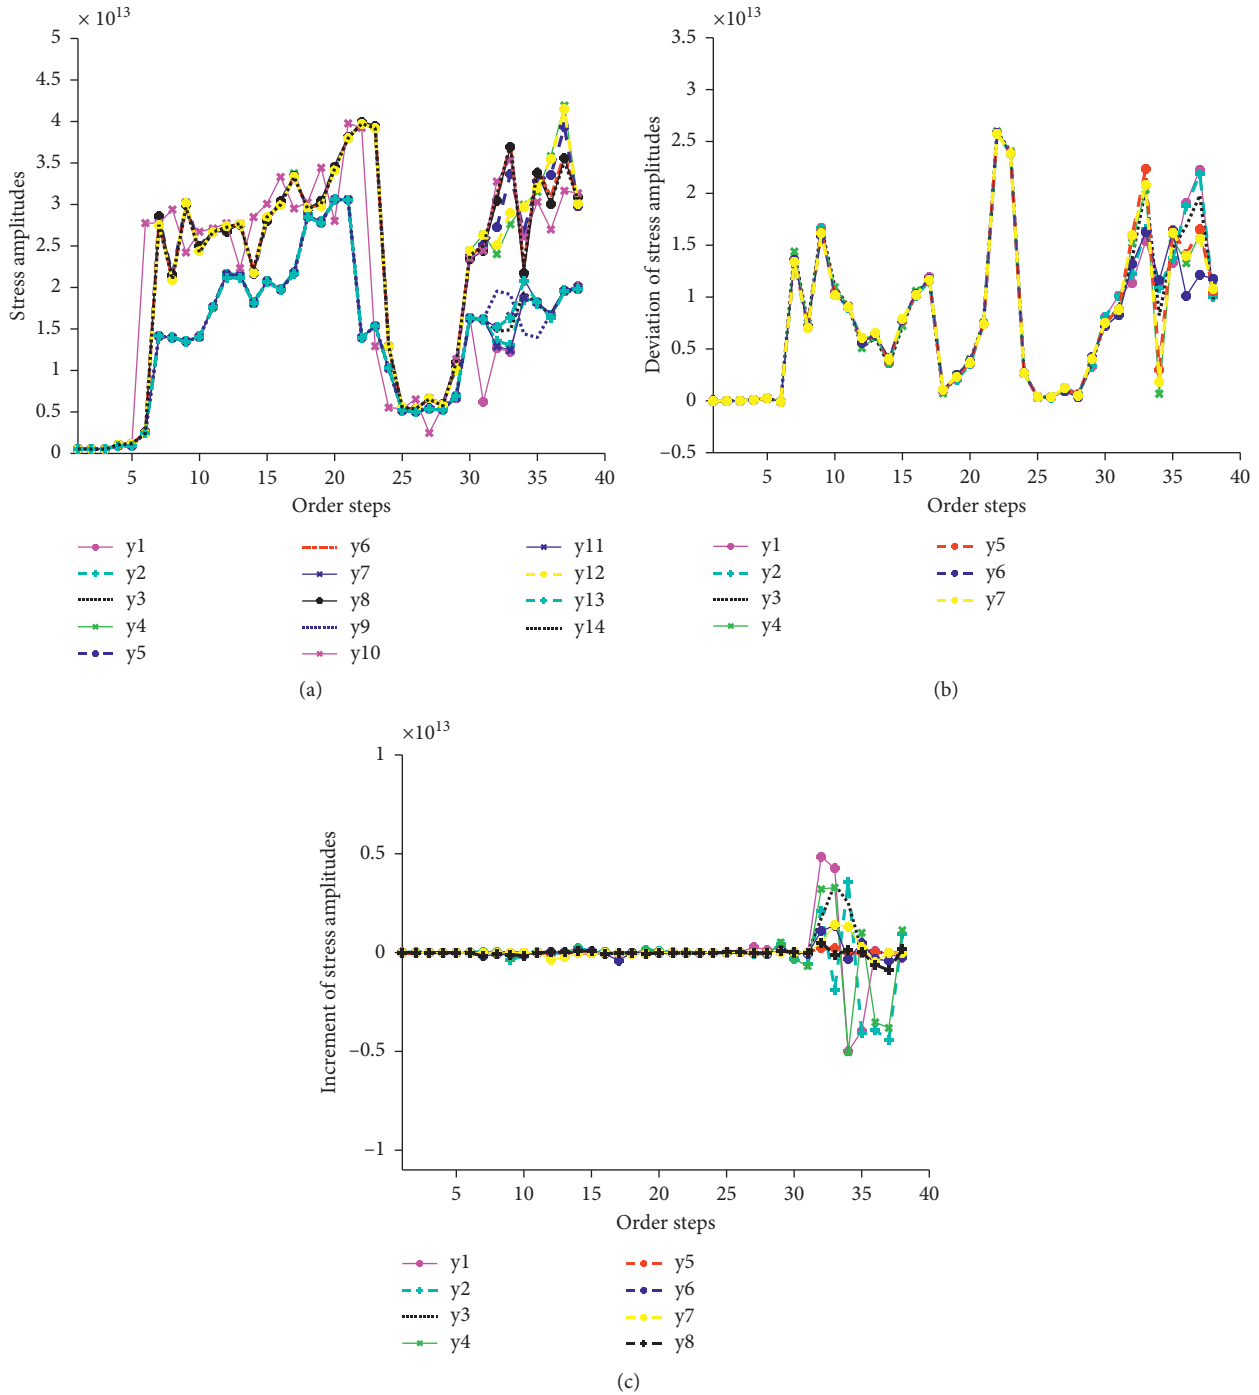 × 10^13
5
4.5
4
3.5
3
2.5
2
1.5
1
0.5
0
Stress amplitudes
5 10 15 20 25 30 35 40
Order steps
y1 y6 y11
y2 y7 y12
y3 y8 y13
y4 y9 y14
y5 y10
(a)
×10^13
3.5
3
2.5
2
1.5
1
0.5
0
–0.5
Deviation of stress amplitudes
5 10 15 20 25 30 35 40
Order steps
y1 y5
y2 y6
y3 y7
y4
(b)
×10^13
1
0.5
0
–0.5
–1
Increment of stress amplitudes
5 10 15 20 25 30 35 40
Order steps
y1 y5
y2 y6
y3 y7
y4 y8
(c)